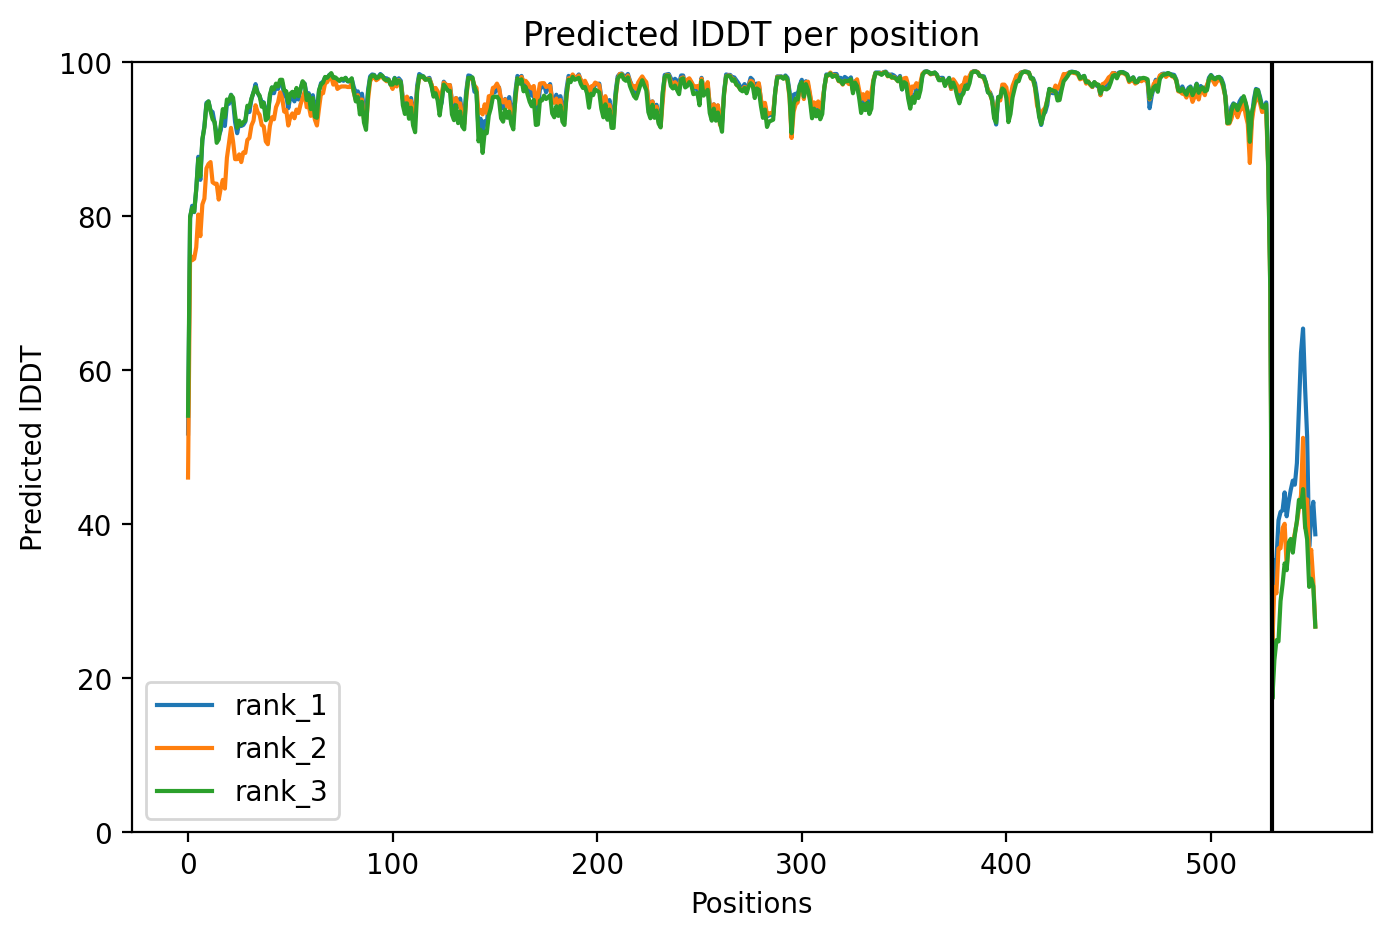 Predicted lDDT per position
100
80
60
40
20
0
Predicted lDDT
rank_1
rank_2
rank_3
0 100 200 300 400 500
Positions